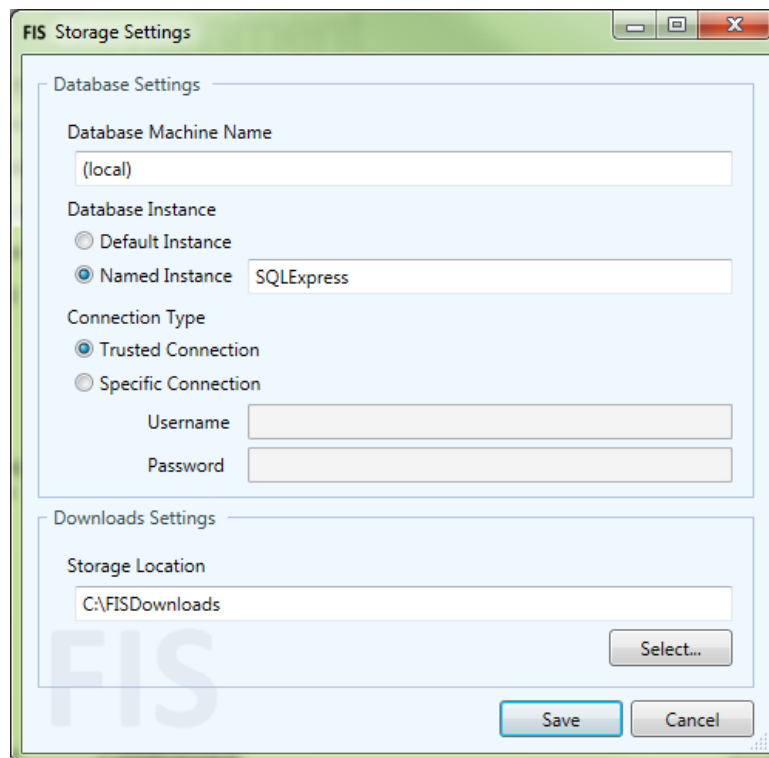 FIS Storage Settings
Database Settings
Database Machine Name
(local)
Database Instance
Default Instance
Named Instance SQLExpress
Connection Type
Trusted Connection
Specific Connection
Username
Password
Downloads Settings
Storage Location
C:\FISDownloads
FIS
Select...
Save Cancel